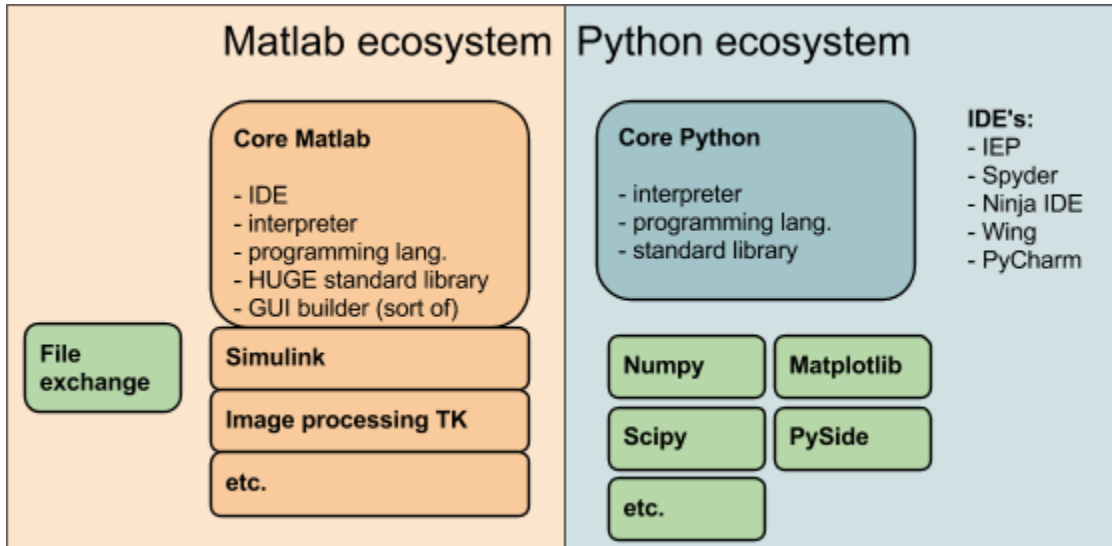 Matlab ecosystem
Core Matlab
- IDE
- interpreter
- programming lang.
- HUGE standard library
- GUI builder (sort of)
File
exchange
Simulink
Image processing TK
etc.
Python ecosystem
Core Python
- interpreter
- programming lang.
- standard library
IDE's:
- IEP
- Spyder
- Ninja IDE
- Wing
- PyCharm
Numpy
Matplotlib
Scipy
PySide
etc.